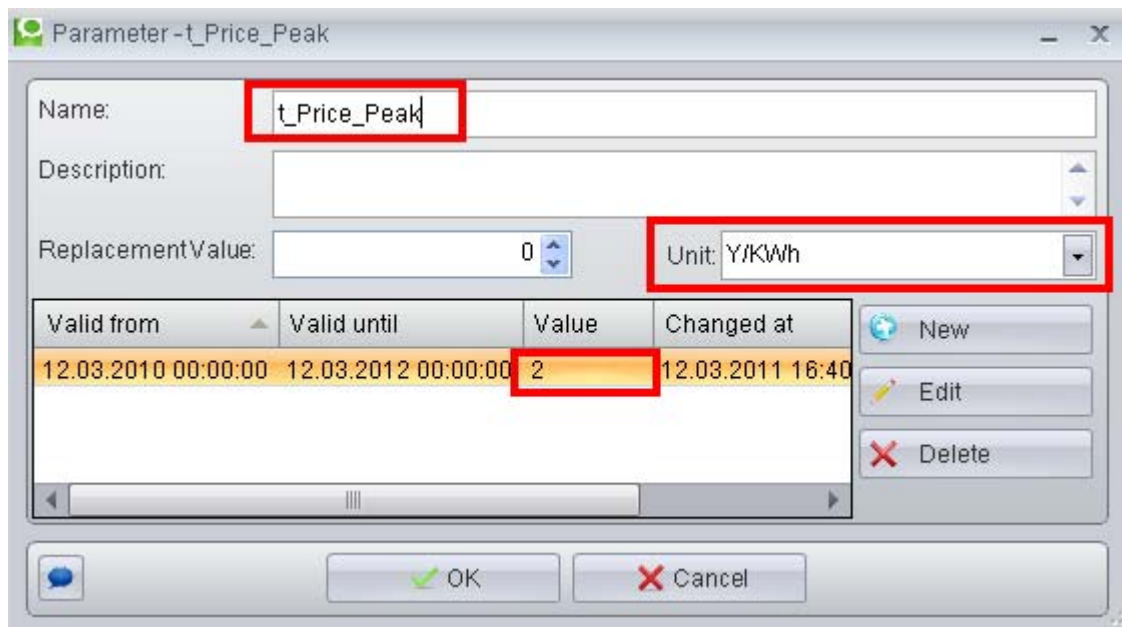 Parameter - t_Price_Peak
Name: t_Price_Peak
Description:
ReplacementValue: 0 Unit: Y/KWh
Valid from Valid until Value Changed at New
12.03.2010 00:00:00 12.03.2012 00:00:00 2 12.03.2011 16:40
Edit
Delete
OK Cancel